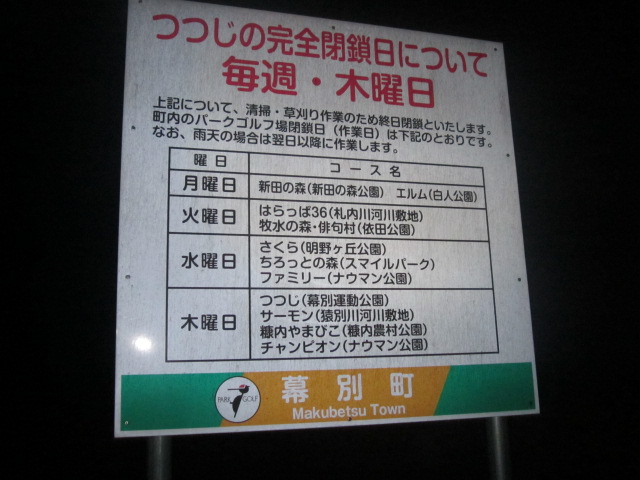 つつじの完全閉鎖日について
毎週・木曜日
上記について、清掃・草刈り作業のため終日閉鎖といたします。
町内のパークゴルフ場閉鎖日(作業日)は下記のとおりです。
なお、雨天の場合は翌日以降に作業します。
曜日 コース名
月曜日 新田の森(新田の森公園) エルム(白人公園)
火曜日 はらっぱ36(札内川河川敷地)
牧水の森・俳句村(依田公園)
水曜日 さくら(明野ヶ丘公園)
ちろっとの森(スマイルパーク)
ファミリー(ナウマン公園)
木曜日 つつじ(幕別運動公園)
サーモン(猿別川河川敷地)
糠内やまびこ(糠内農村公園)
チャンピオン(ナウマン公園)
PARK GOLF
幕別町
Makubetsu Town